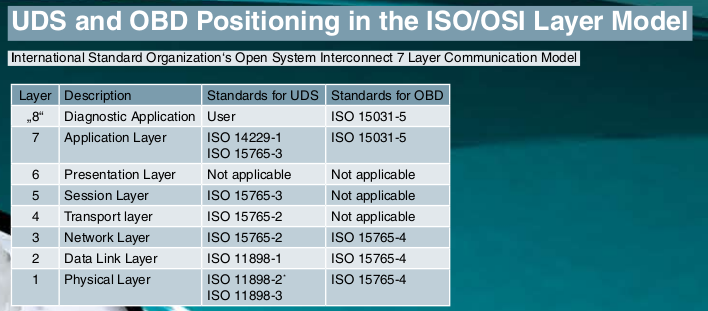 UDS and OBD Positioning in the ISO/OSI Layer Model
International Standard Organization's Open System Interconnect 7 Layer Communication Model
Layer Description Standards for UDS Standards for OBD
„8“ Diagnostic Application User ISO 15031-5
7 Application Layer ISO 14229-1 ISO 15031-5
ISO 15765-3
6 Presentation Layer Not applicable Not applicable
5 Session Layer ISO 15765-3 Not applicable
4 Transport layer ISO 15765-2 Not applicable
3 Network Layer ISO 15765-2 ISO 15765-4
2 Data Link Layer ISO 11898-1 ISO 15765-4
1 Physical Layer ISO 11898-2* ISO 15765-4
ISO 11898-3